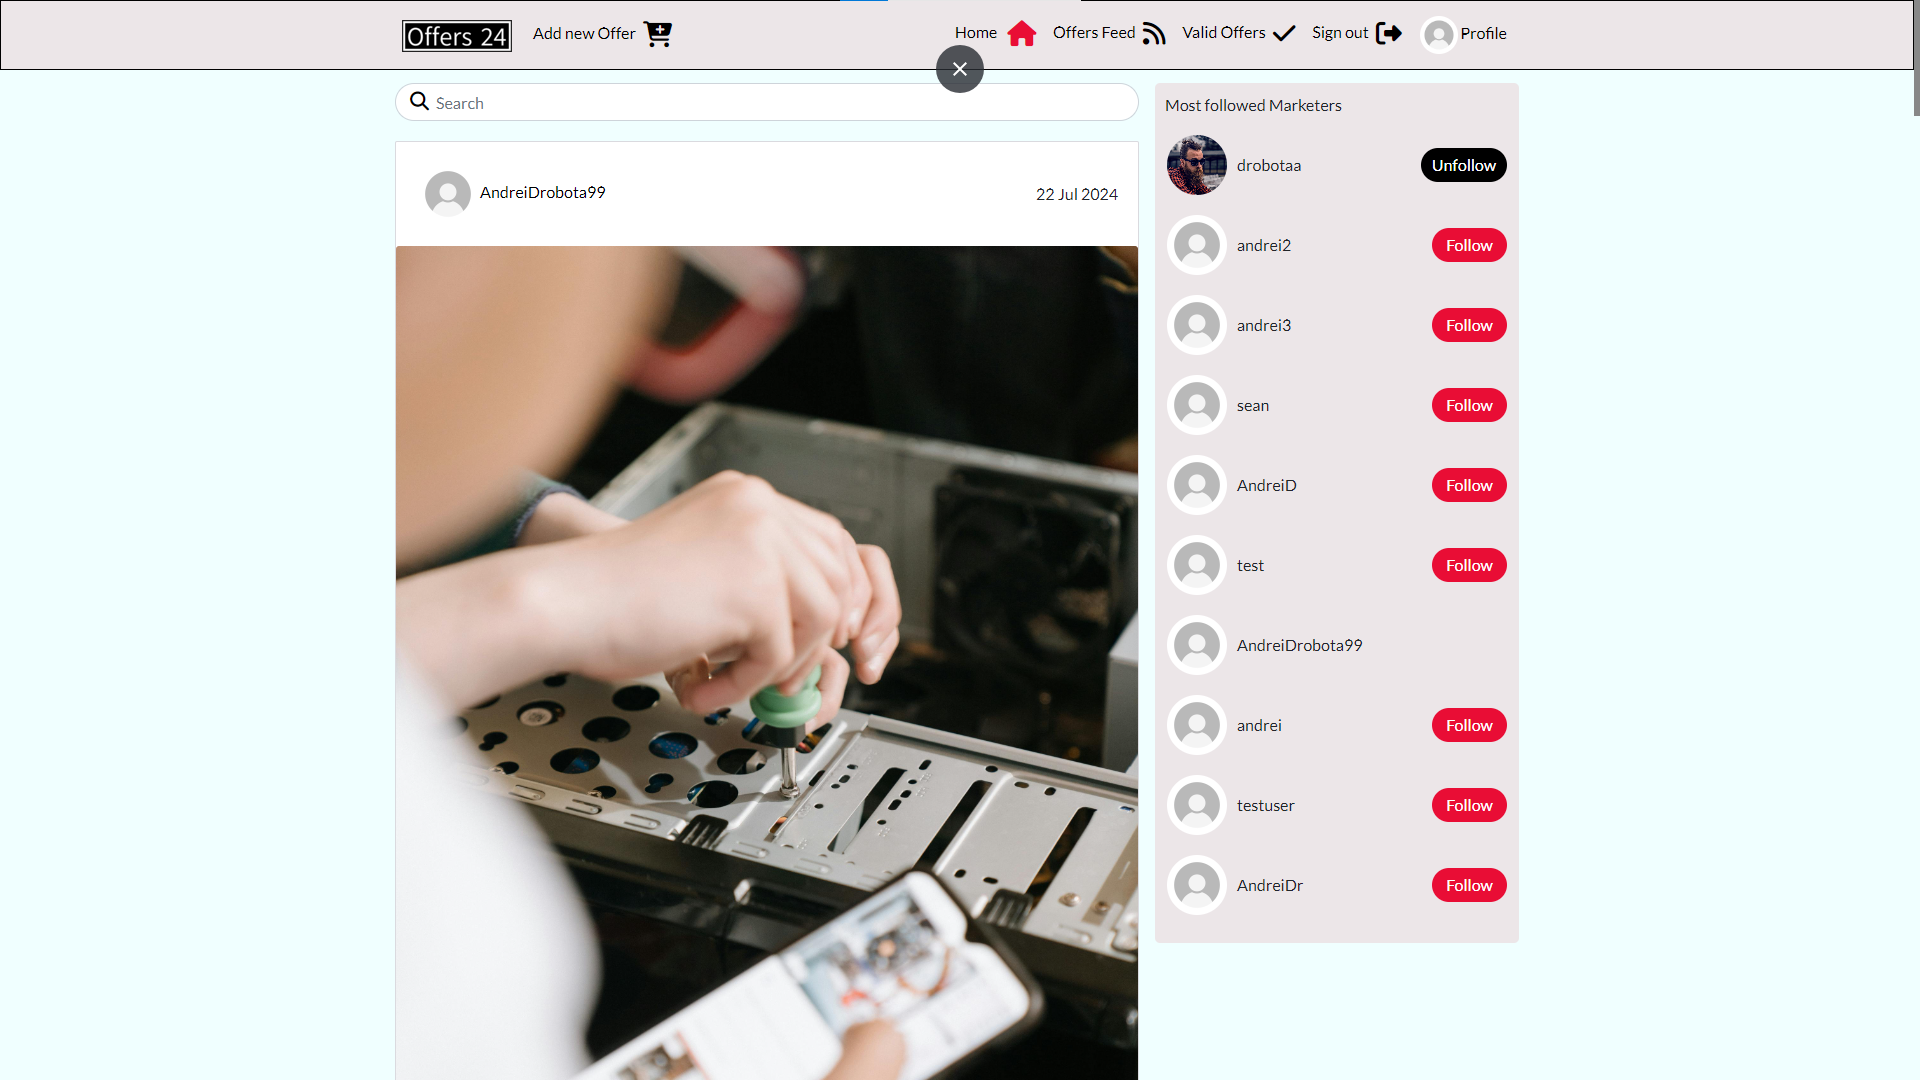 Offers 24
Add new Offer
Home
Offers Feed
Valid Offers
Sign out
Profile
Search
AndreiDrobota99
22 Jul 2024
Most followed Marketers
drobotaa
Unfollow
andrei2
Follow
andrei3
Follow
sean
Follow
AndreiD
Follow
test
Follow
AndreiDrobota99
andrei
Follow
testuser
Follow
AndreiDr
Follow